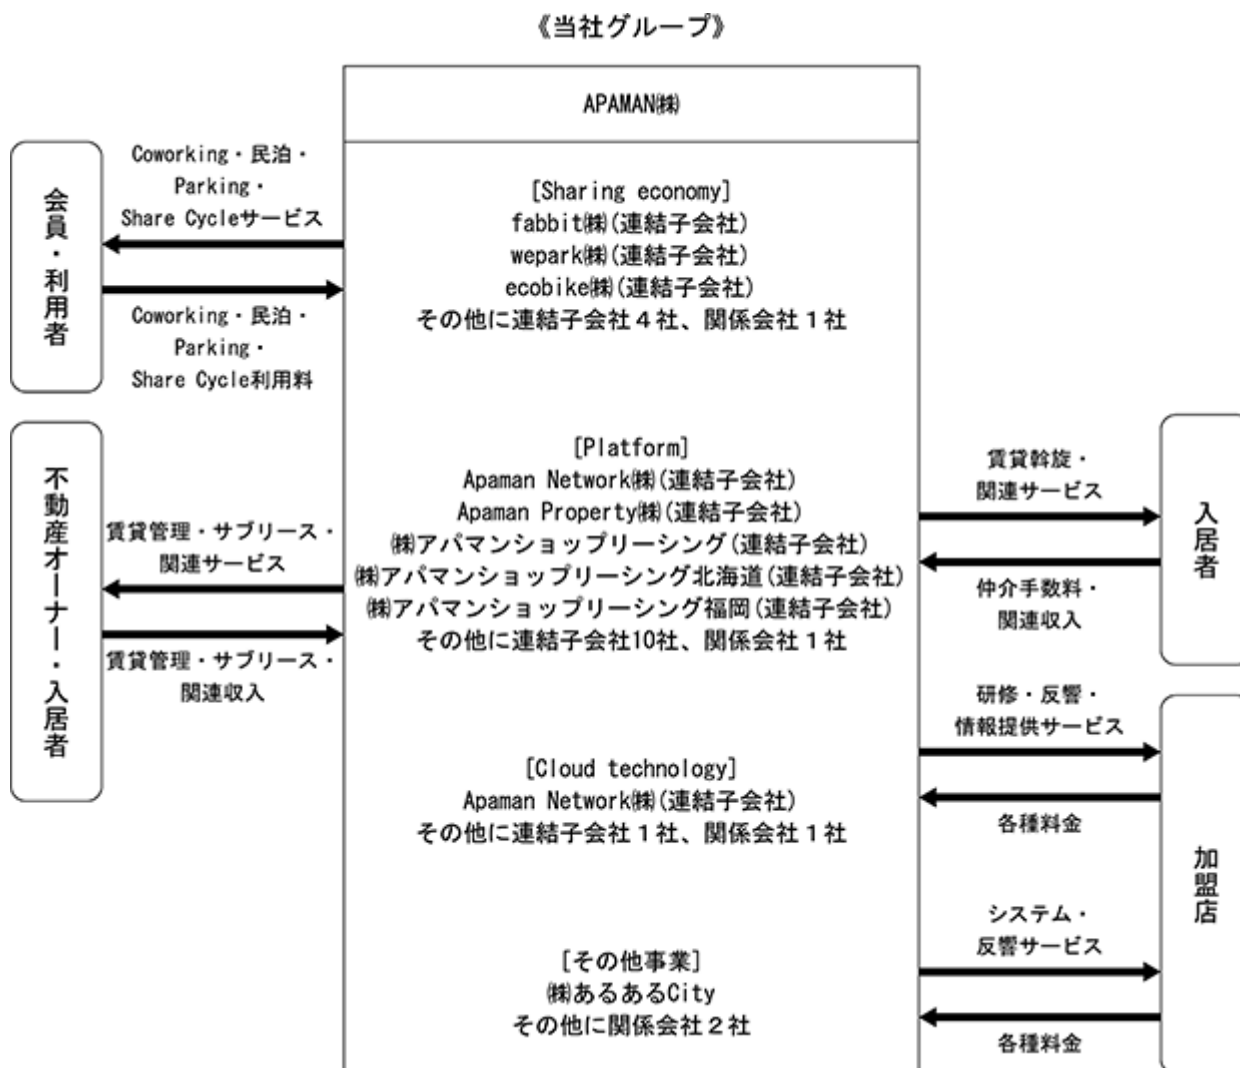 《当社グループ》
APAMAN㈱
会員・利用者
Coworking・民泊・
Parking・
Share Cycleサービス
Coworking・民泊・
Parking・
Share Cycle利用料
[Sharing economy]
fabbit㈱(連結子会社)
wepark㈱(連結子会社)
ecobike㈱(連結子会社)
その他に連結子会社４社、関係会社１社
不動産オーナー・入居者
賃貸管理・サブリース・
関連サービス
賃貸管理・サブリース・
関連収入
[Platform]
Apaman Network㈱(連結子会社)
Apaman Property㈱(連結子会社)
㈱アパマンショップリーシング(連結子会社)
㈱アパマンショップリーシング北海道(連結子会社)
㈱アパマンショップリーシング福岡(連結子会社)
その他に連結子会社10社、関係会社１社
賃貸斡旋・
関連サービス
仲介手数料・
関連収入
入居者
[Cloud technology]
Apaman Network㈱(連結子会社)
その他に連結子会社１社、関係会社１社
研修・反響・
情報提供サービス
各種料金
加盟店
[その他事業]
㈱あるあるCity
その他に関係会社２社
システム・
反響サービス
各種料金